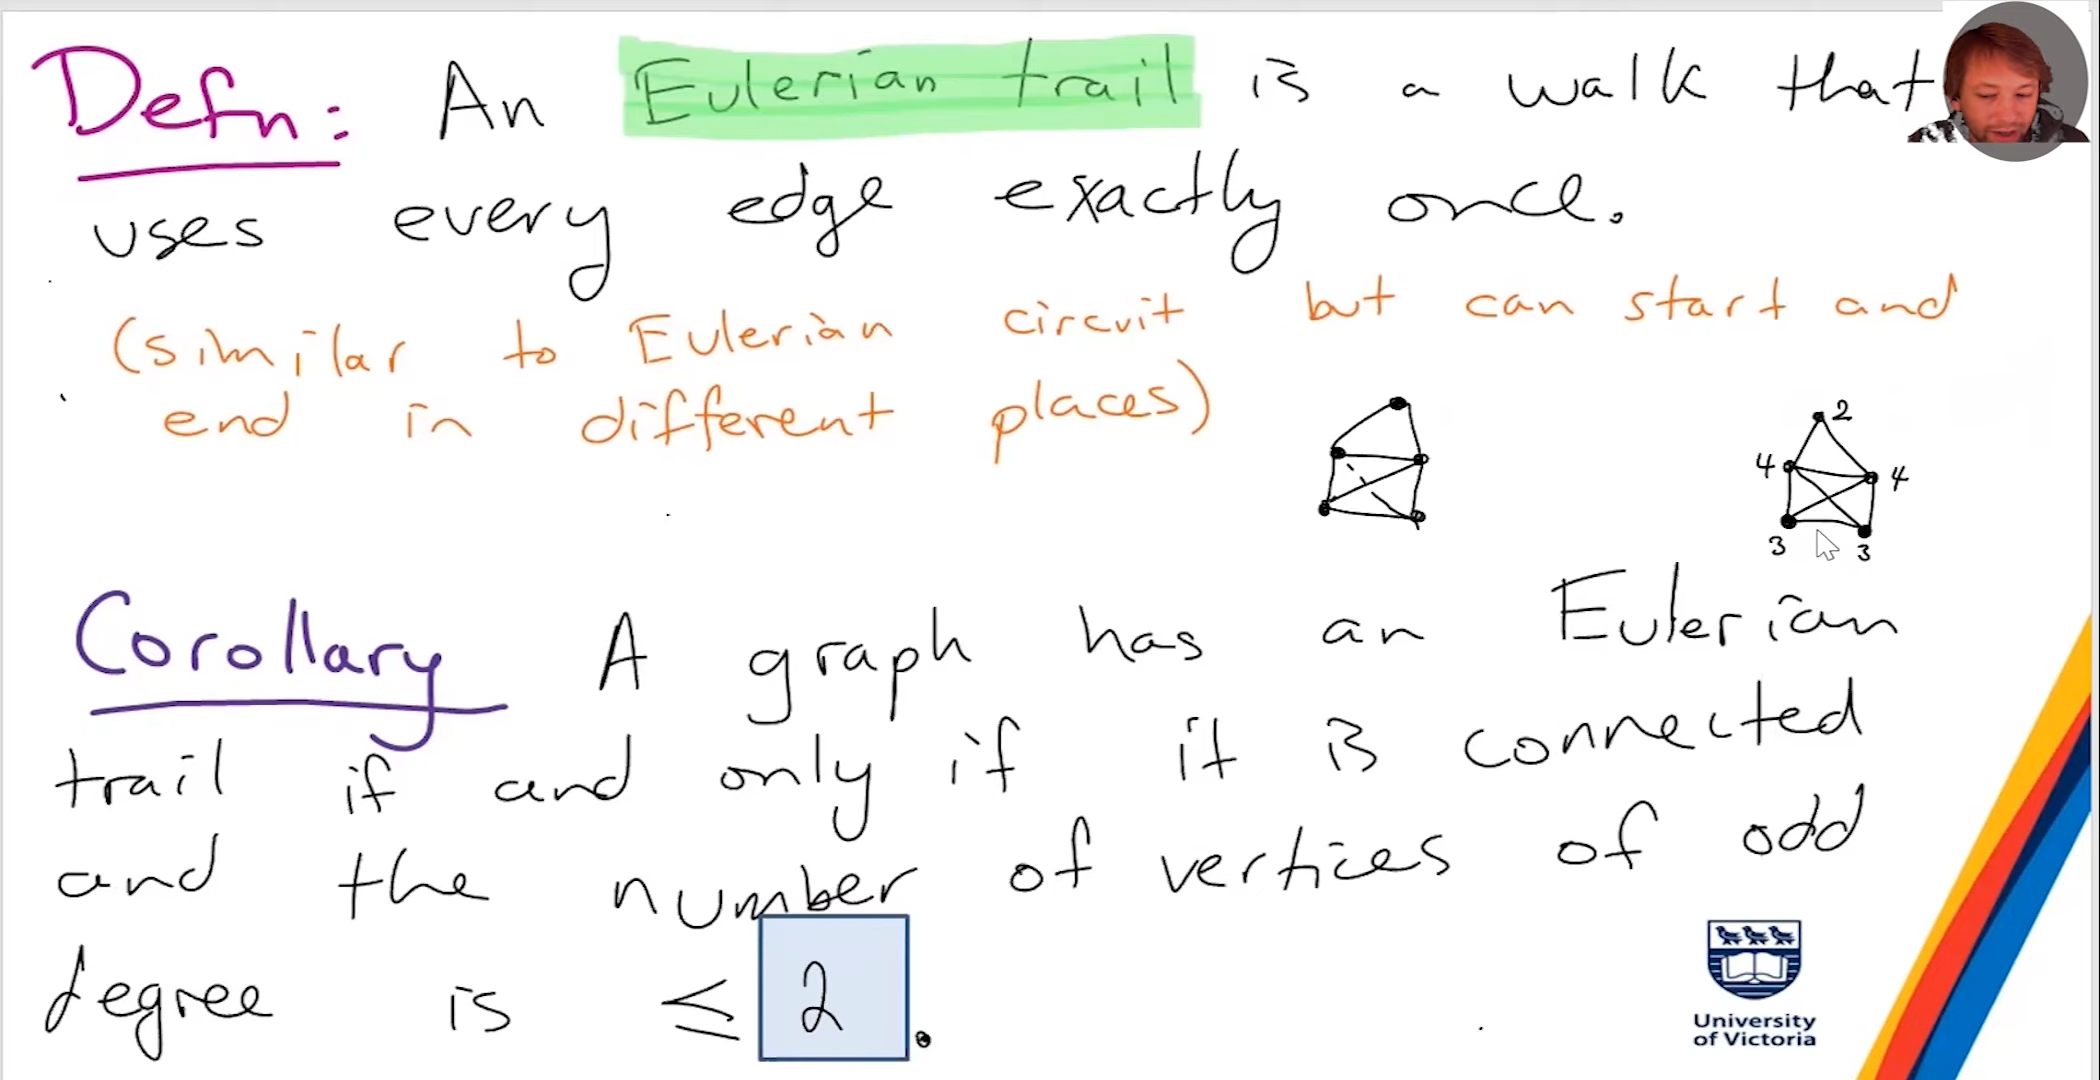 Defn: An Eulerian trail is a walk that
uses every edge exactly once.
(similar to Eulerian circuit but can start and
end in different places)
2
4 4
3 3
Corollary A graph has an Eulerian
trail if and only if it is connected
and the number of vertices of odd
degree is ≤ 2.
University
of Victoria